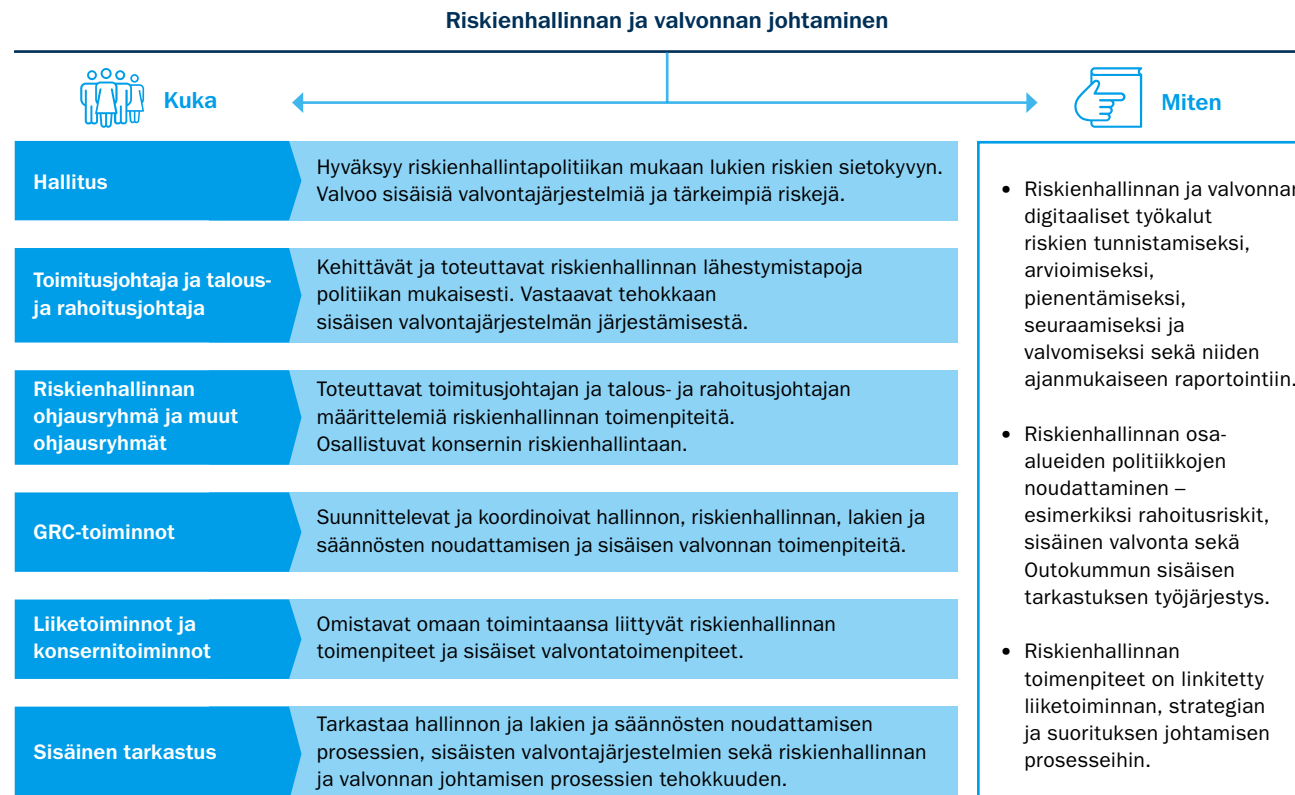 Riskienhallinnan ja valvonnan johtaminen
Kuka
Miten
Hallitus
Hyväksyy riskienhallintapolitiikan mukaan lukien riskien sietokyvyn.
Valvoo sisäisiä valvontajärjestelmiä ja tärkeimpiä riskejä.
Toimitusjohtaja ja talous-
ja rahoitusjohtaja
Kehittävät ja toteuttavat riskienhallinnan lähestymistapoja
politiikan mukaisesti. Vastaavat tehokkaan
sisäisen valvontajärjestelmän järjestämisestä.
Riskienhallinnan
ohjausryhmä ja muut
ohjausryhmät
Toteuttavat toimitusjohtajan ja talous- ja rahoitusjohtajan
määrittelemiä riskienhallinnan toimenpiteitä.
Osallistuvat konsernin riskienhallintaan.
GRC-toiminnot
Suunnittelevat ja koordinoivat hallinnon, riskienhallinnan, lakien ja
säännösten noudattamisen ja sisäisen valvonnan toimenpiteitä.
Liiketoiminnot ja
konsernitoiminnot
Omistavat omaan toimintaansa liittyvät riskienhallinnan
toimenpiteet ja sisäiset valvontatoimenpiteet.
Sisäinen tarkastus
Tarkastaa hallinnon ja lakien ja säännösten noudattamisen
prosessien, sisäisten valvontajärjestelmien sekä riskienhallinnan
ja valvonnan johtamisen prosessien tehokkuuden.
• Riskienhallinnan ja valvonnan
digitaaliset työkalut
riskien tunnistamiseksi,
arvioimiseksi,
pienentämiseksi,
seuraamiseksi ja
valvomiseksi sekä niiden
ajanmukaiseen raportointiin.
• Riskienhallinnan osa-
alueiden politiikkojen
noudattaminen –
esimerkiksi rahoitusriskit,
sisäinen valvonta sekä
Outokummun sisäisen
tarkastuksen työjärjestys.
• Riskienhallinnan
toimenpiteet on linkitetty
liiketoiminnan, strategian
ja suorituksen johtamisen
prosesseihin.